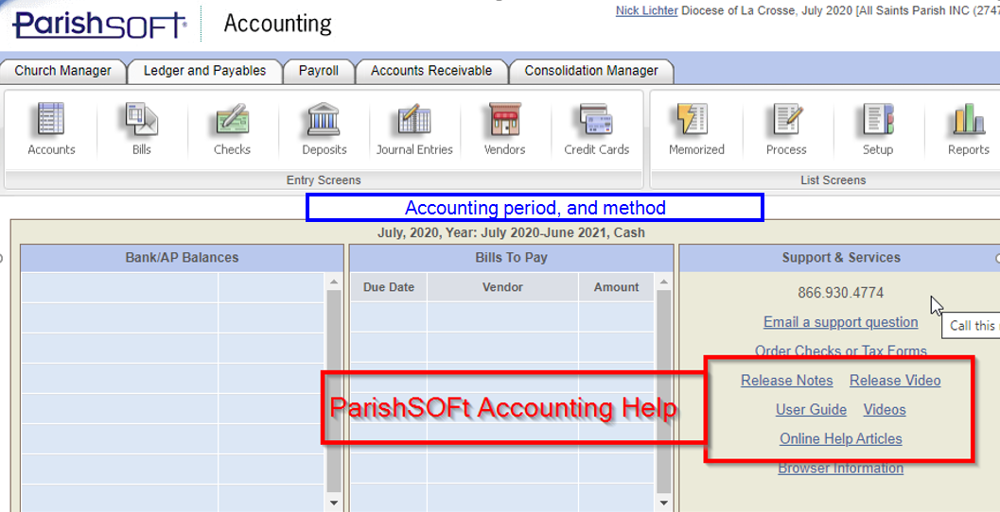 ParishSOFT Accounting
Nick Lichter Diocese of La Crosse, July 2020 [All Saints Parish INC (2747
Church Manager Ledger and Payables Payroll Accounts Receivable Consolidation Manager
Accounts Bills Checks Deposits Journal Entries Vendors Credit Cards Memorized Process Setup Reports
Entry Screens List Screens
Accounting period, and method
July, 2020, Year: July 2020-June 2021, Cash
Bank/AP Balances Bills To Pay Support & Services
Due Date Vendor Amount
866.930.4774
Call this
Email a support question
Order Checks or Tax Forms
Release Notes Release Video
ParishSOFt Accounting Help
User Guide Videos
Online Help Articles
Browser Information